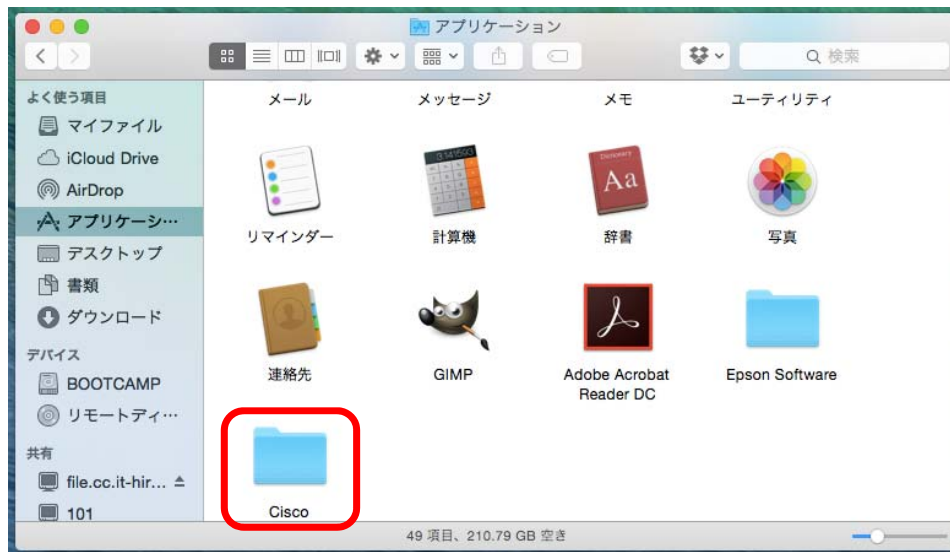 アプリケーション
検索
よく使う項目
マイファイル
iCloud Drive
AirDrop
アプリケーシ…
デスクトップ
書類
ダウンロード
デバイス
BOOTCAMP
リモートディ…
共有
file.cc.it-hir...
101
メール
メッセージ
メモ
ユーティリティ
リマインダー
計算機
Dictionary
Aa
辞書
写真
連絡先
GIMP
Adobe Acrobat
Reader DC
Epson Software
Cisco
49 項目、210.79 GB 空き